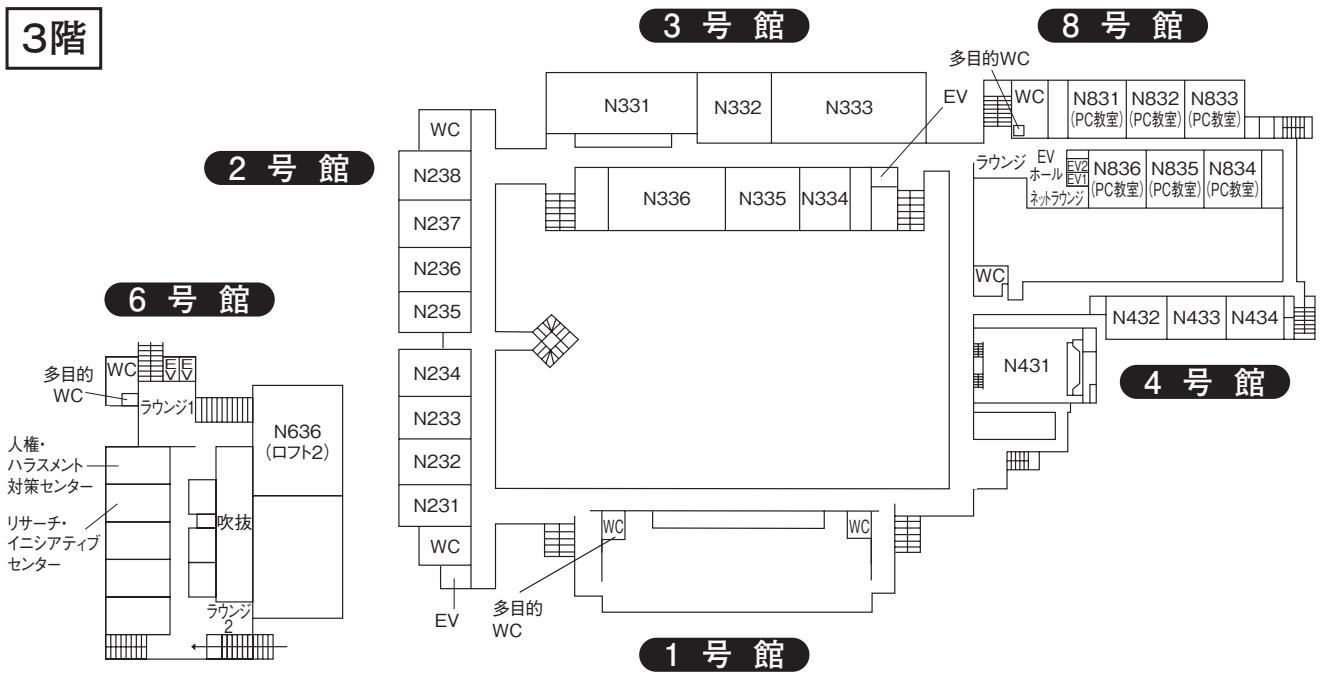 3階
3 号 館
8 号 館
多目的WC
EV
WC
N831
(PC教室)
N832
(PC教室)
N833
(PC教室)
N331
N332
N333
WC
2 号 館
N238
N237
N236
N235
N234
N233
N232
N231
WC
EV
N336
N335
N334
ラウンジ
EV
ホール
EV2
EV1
ネットラウンジ
N836
(PC教室)
N835
(PC教室)
N834
(PC教室)
WC
N432
N433
N434
N431
4 号 館
6 号 館
WC
EV
EV
多目的
WC
ラウンジ1
N636
(ロフト2)
人権・
ハラスメント
対策センター
リサーチ・
イニシアティブ
センター
吹抜
ラウンジ
2
WC
WC
多目的
WC
1 号 館